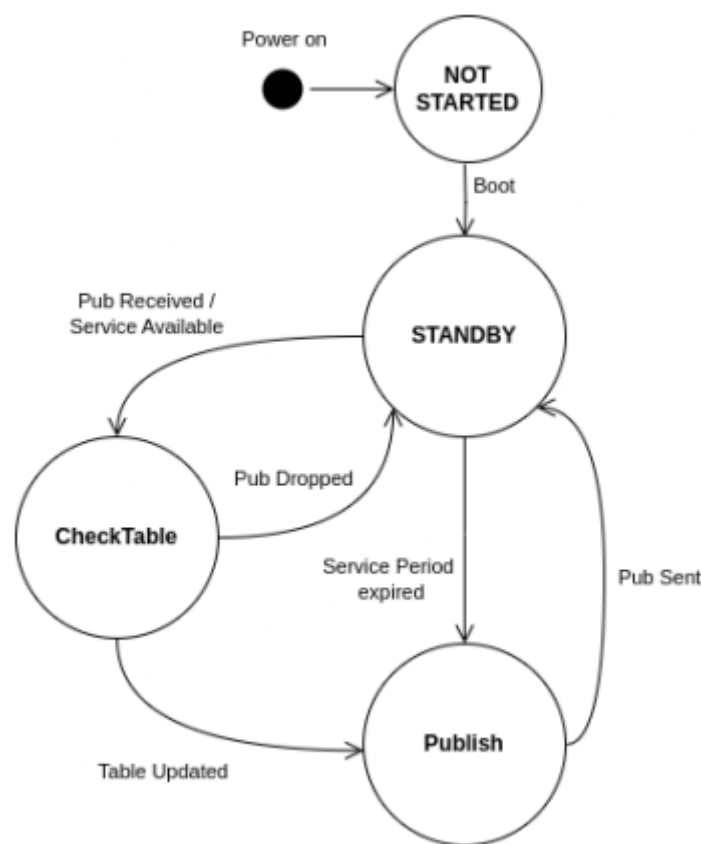 Power on
NOT
STARTED
Boot
Pub Received /
Service Available
STANDBY
Pub Dropped
CheckTable
Service Period
expired
Pub Sent
Publish
Table Updated